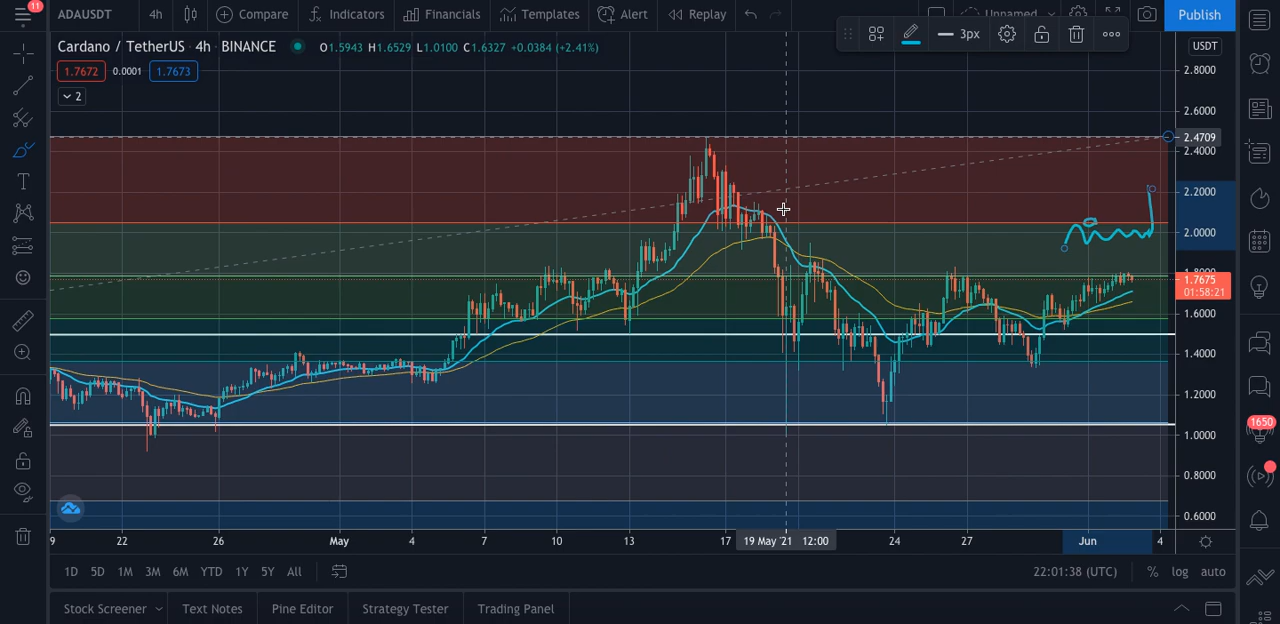 11
ADAUSDT 4h Compare Indicators Financials Templates Alert Replay Unnamed Publish
3px
Cardano / TetherUS · 4h · BINANCE O1.5943 H1.6529 L1.0100 C1.6327 +0.0384 (+2.41%) USDT
1.7672 0.0001 1.7673
2
2.8000
2.6000
2.4709
2.4000
2.2000
2.0000
1.8000
1.7675
01:58:21
1.6000
1.4000
1.2000
1.0000
0.8000
0.6000
1650
9 22 26 May 4 7 10 13 17 19 May '21 12:00 24 27 Jun 4
1D 5D 1M 3M 6M YTD 1Y 5Y All 22:01:38 (UTC) % log auto
Stock Screener Text Notes Pine Editor Strategy Tester Trading Panel